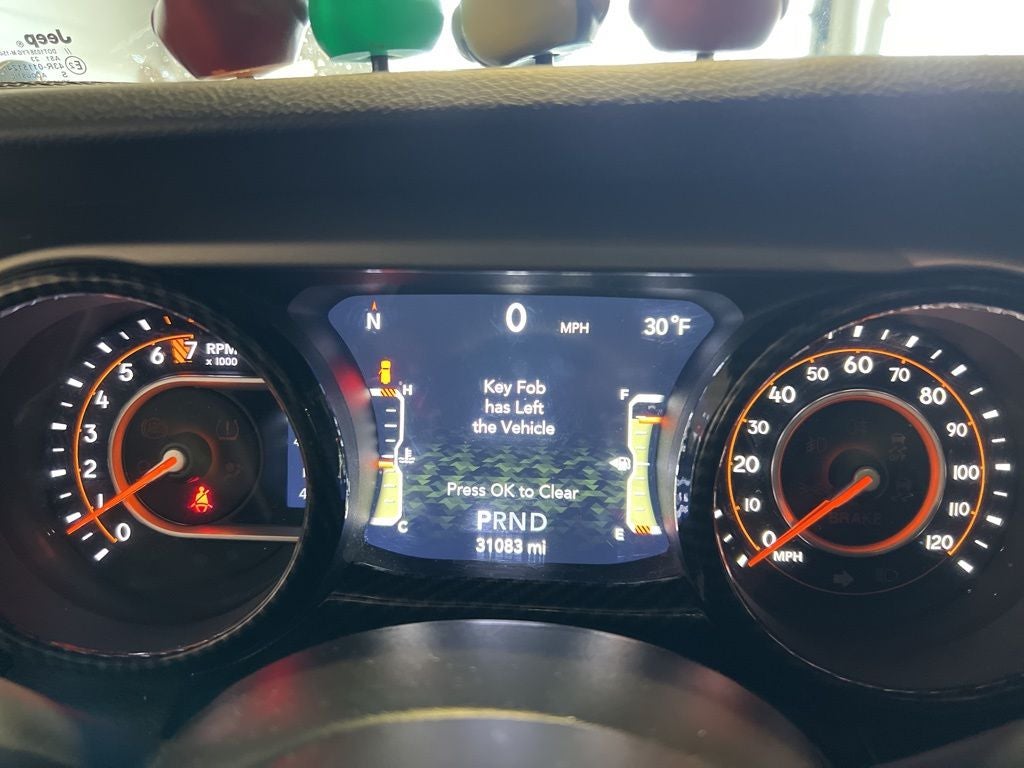 Jeep®
N
0 MPH
30°F
RPM
x 1000
7
6
5
4
3
2
1
0
H
C
Key Fob
has Left
the Vehicle
Press OK to Clear
PRND
31083 mi
F
E
0
10
20
30
40
50
60
70
80
90
100
110
120
MPH
BRAKE